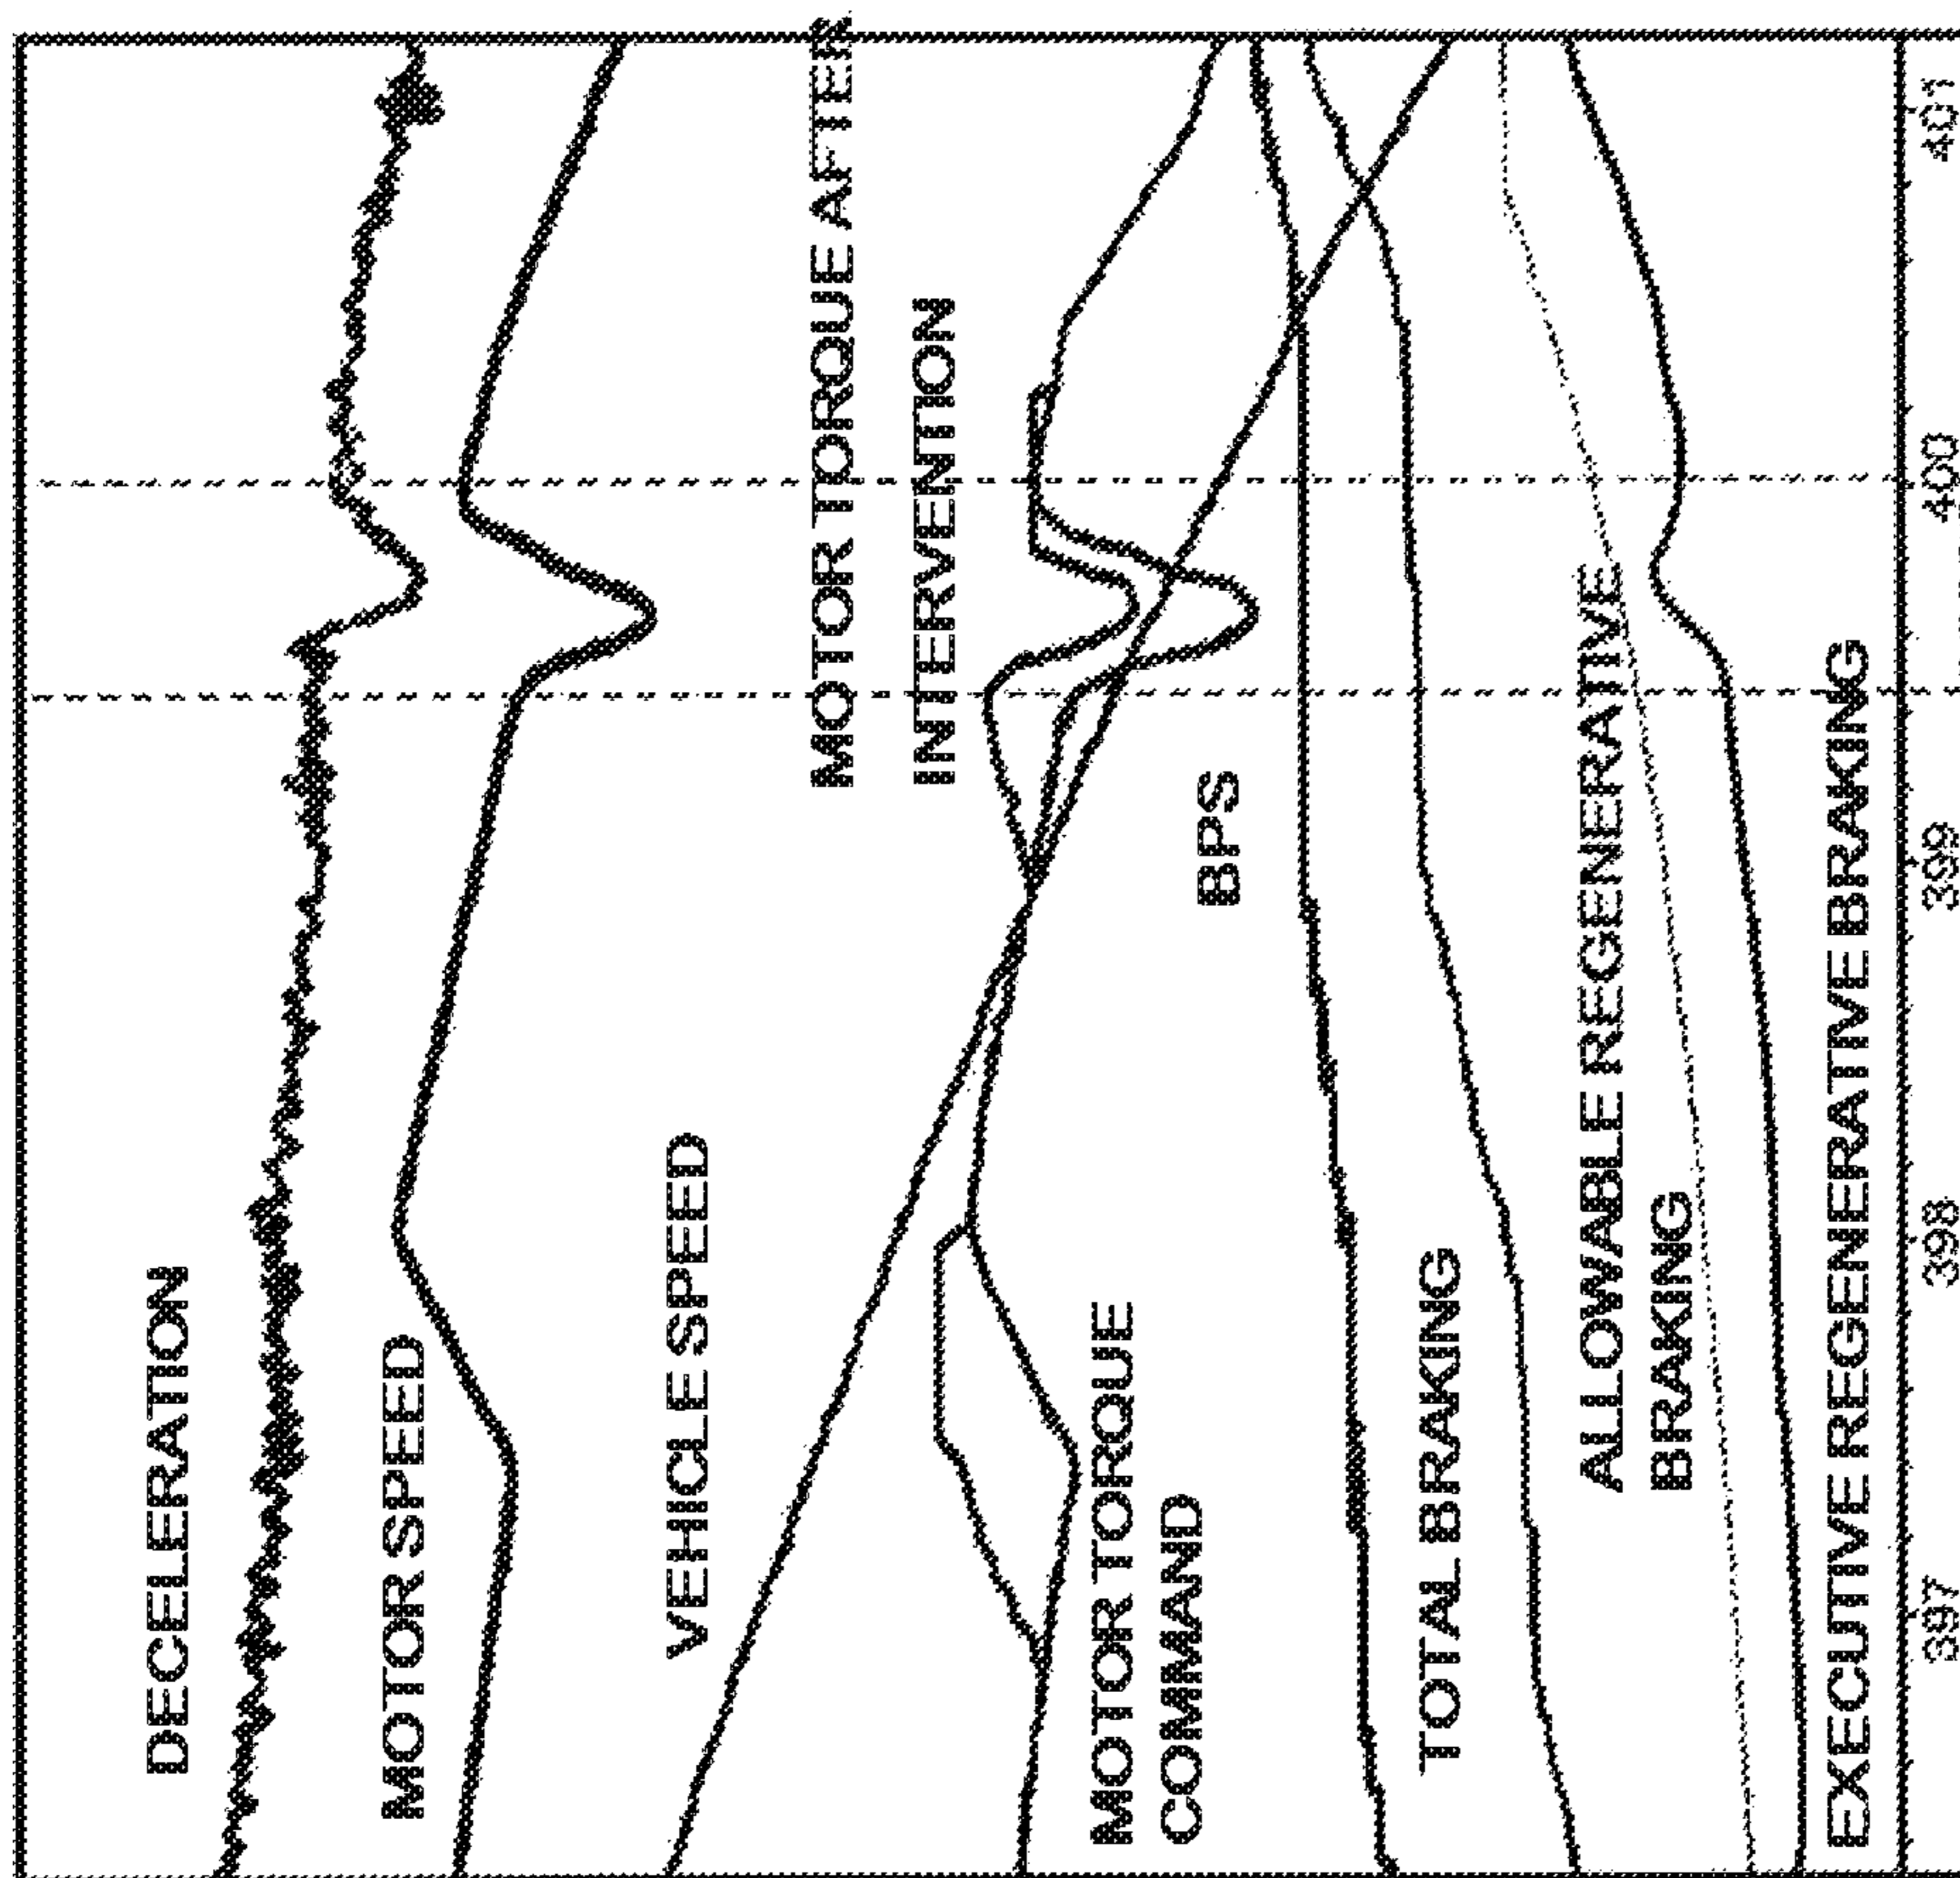 DECELERATION
MOTOR SPEED
VEHICLE SPEED
MOTOR TORQUE AFTER
INTERVENTION
MOTOR TORQUE
COMMAND
BPS
TOTAL BRAKING
ALLOWABLE REGENERATIVE
BRAKING
EXECUTIVE REGENERATIVE BRAKING
397
398
399
400
401